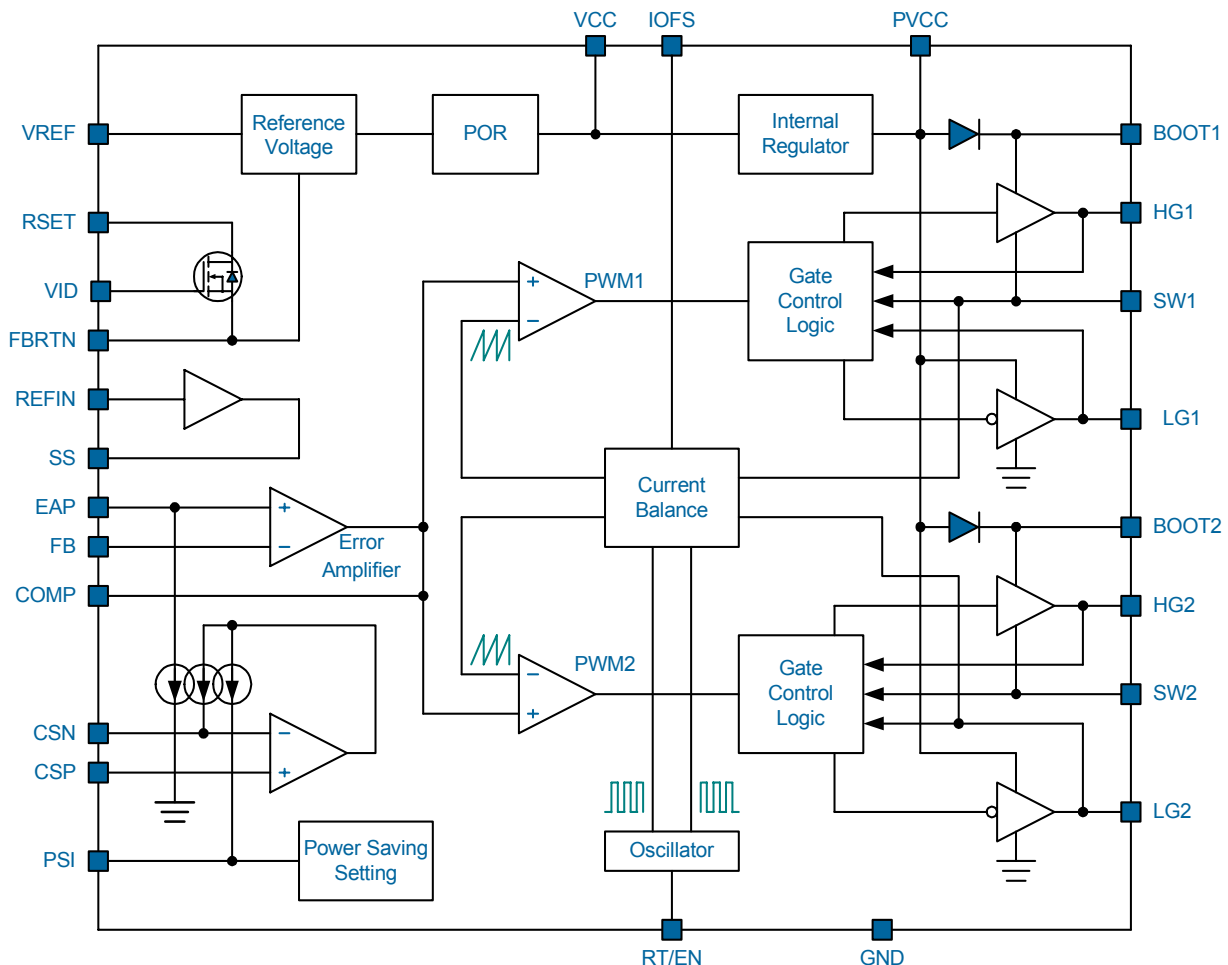 VCC
IOFS
PVCC
VREF
Reference
Voltage
POR
Internal
Regulator
BOOT1
RSET
HG1
VID
+
PWM1
−
Gate
Control
Logic
SW1
FBRTN
REFIN
LG1
SS
Current
Balance
EAP
+
FB
−
Error
Amplifier
BOOT2
COMP
HG2
PWM2
−
+
Gate
Control
Logic
SW2
CSN
−
CSP
+
LG2
PSI
Power Saving
Setting
Oscillator
RT/EN
GND